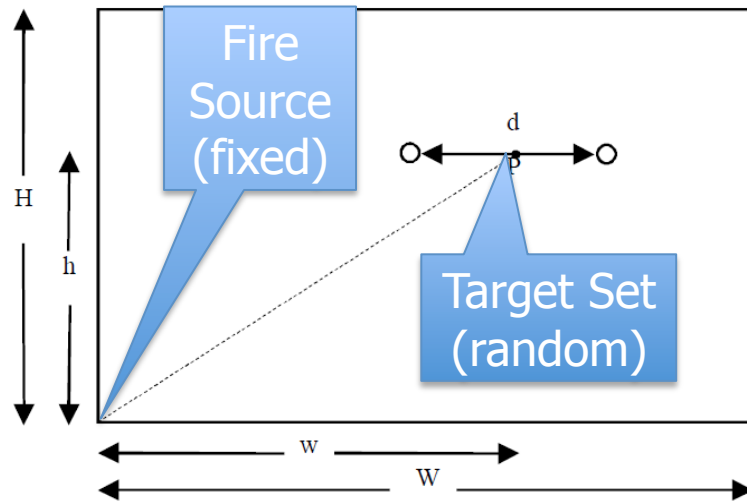 Fire
Source
(fixed)
d
P
H
h
Target Set
(random)
w
W